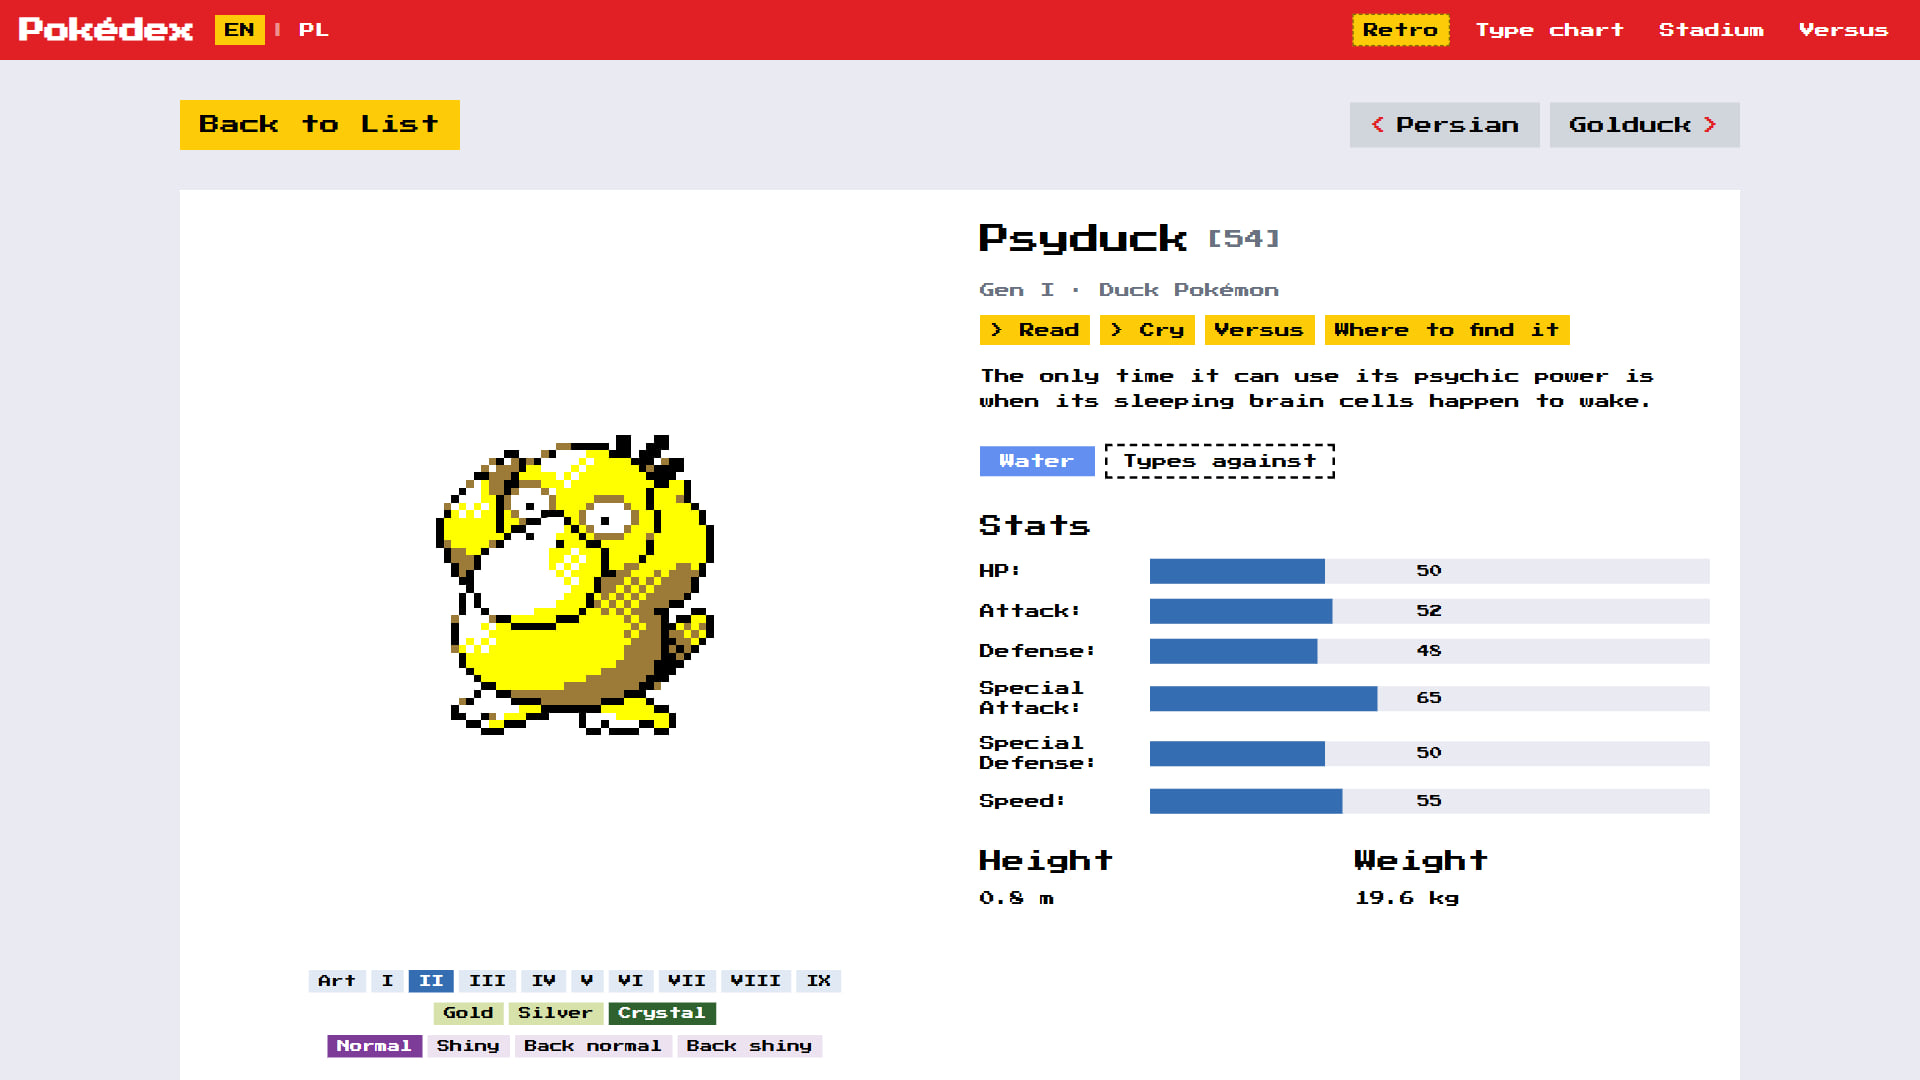 Pokédex EN | PL Retro Type chart Stadium Versus
Back to List < Persian Golduck >
Psyduck [54]
Gen I · Duck Pokémon
> Read > Cry Versus Where to find it
The only time it can use its psychic power is
when its sleeping brain cells happen to wake.
Water Types against
Stats
HP: 50
Attack: 52
Defense: 48
Special
Attack: 65
Special
Defense: 50
Speed: 55
Height Weight
0.8 m 19.6 kg
Art I II III IV V VI VII VIII IX
Gold Silver Crystal
Normal Shiny Back normal Back shiny